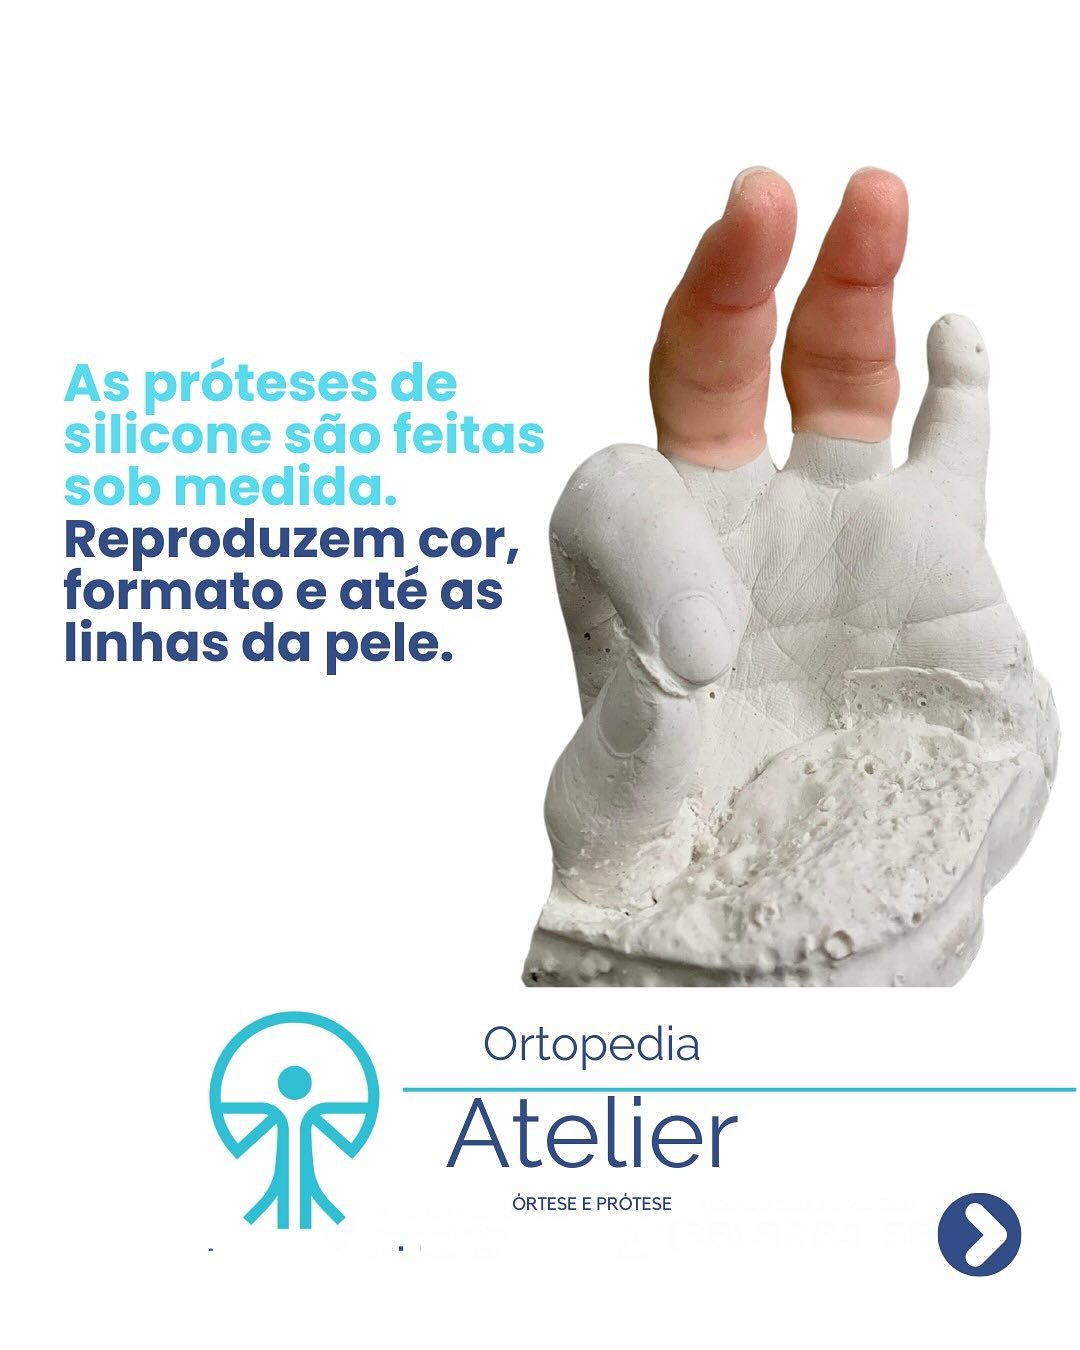 As próteses de
silicone são feitas
sob medida.
Reproduzem cor,
formato e até as
linhas da pele.
Ortopedia
Atelier
ÓRTESE E PRÓTESE